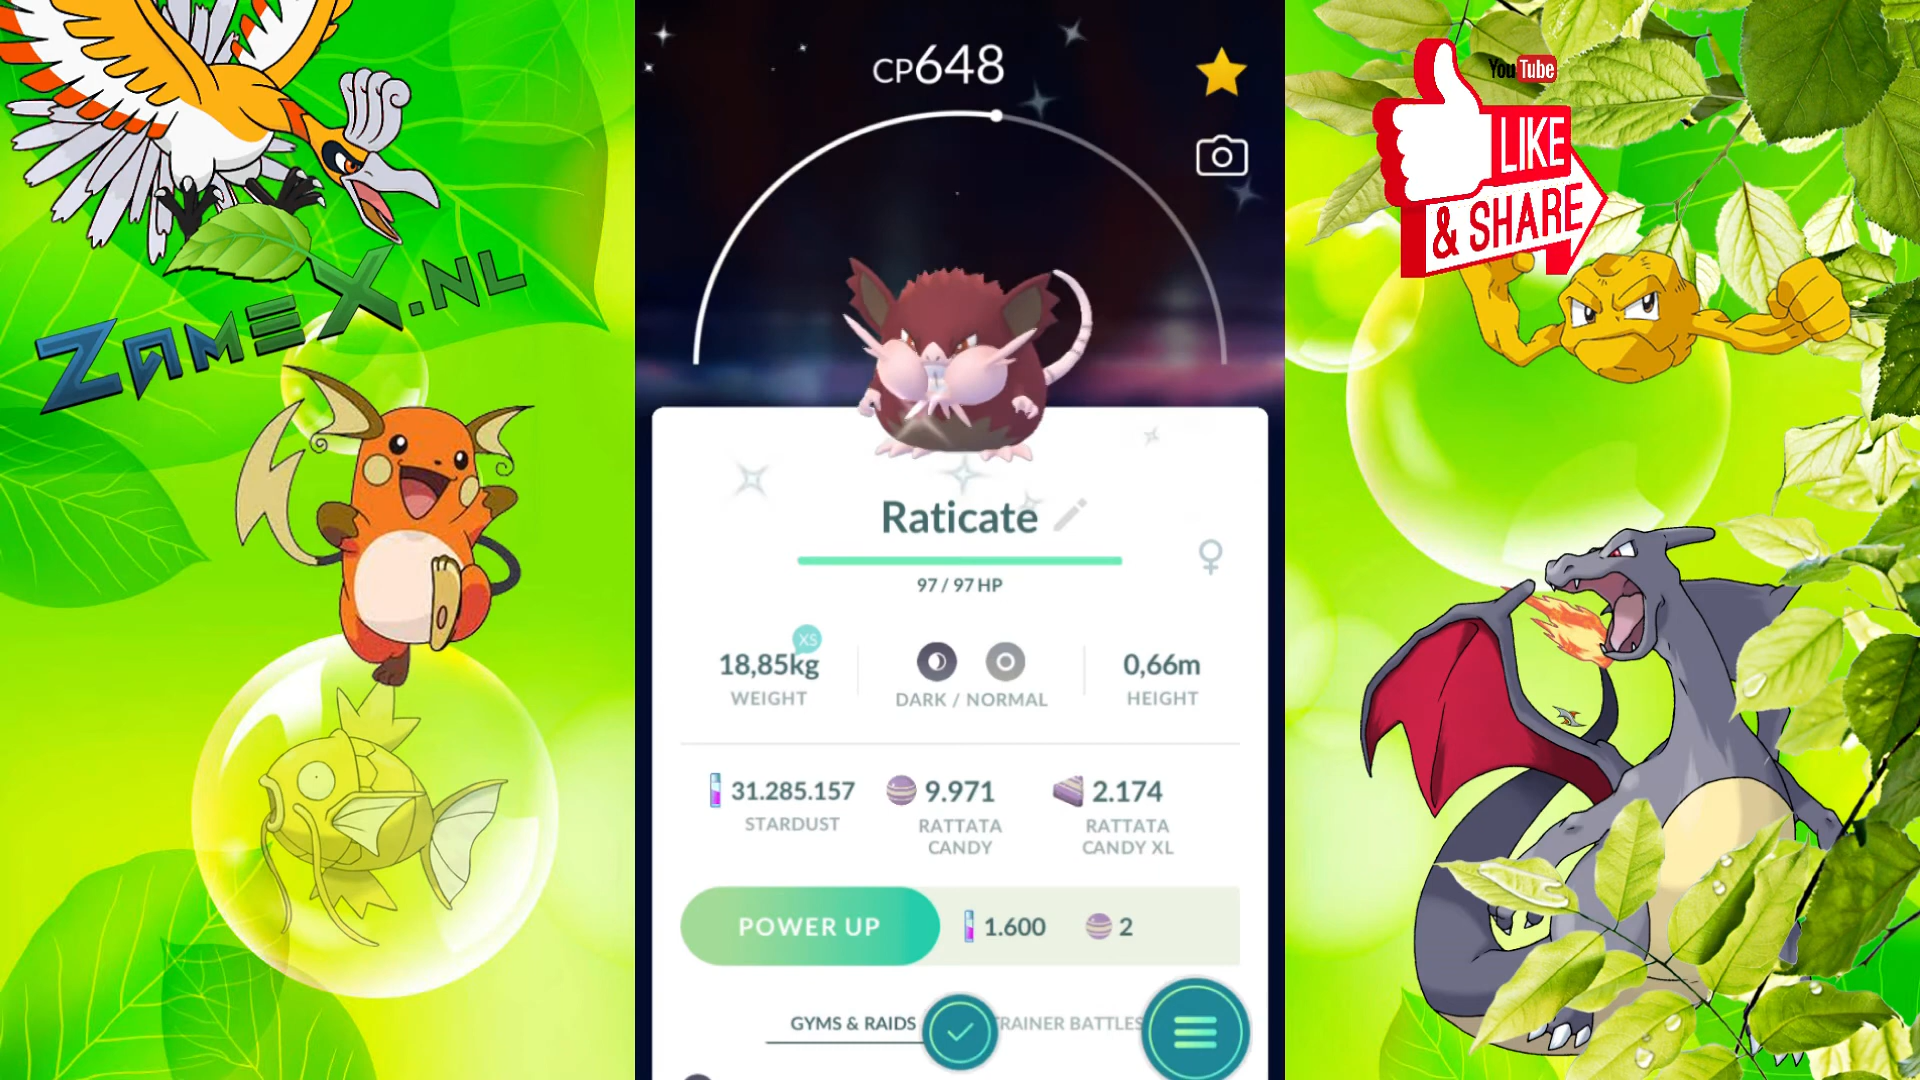 ZAMEX.NL
CP648
Raticate
97 / 97 HP
XS
18,85kg
WEIGHT
DARK / NORMAL
0,66m
HEIGHT
31.285.157
STARDUST
9.971
RATTATA
CANDY
2.174
RATTATA
CANDY XL
POWER UP
1.600
2
GYMS & RAIDS
TRAINER BATTLES
YouTube
LIKE
& SHARE